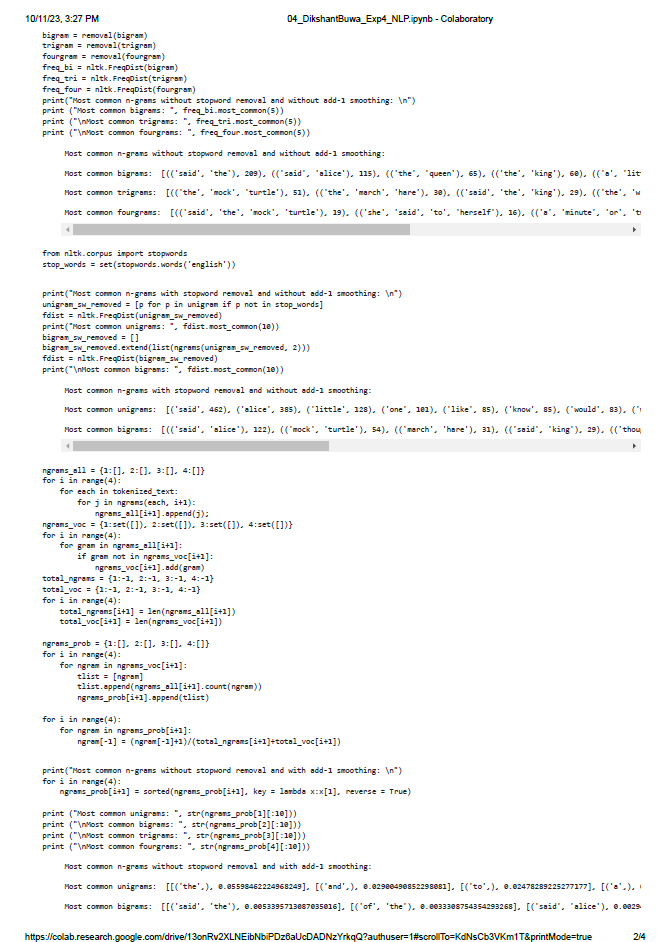 10/11/23, 3:27 PM 04_DikshantBuwa_Exp4_NLP.ipynb - Colaboratory
bigram = removal(bigram)
trigram = removal(trigram)
fourgram = removal(fourgram)
freq_bi = nltk.FreqDist(bigram)
freq_tri = nltk.FreqDist(trigram)
freq_four = nltk.FreqDist(fourgram)
print("Most common n-grams without stopword removal and without add-1 smoothing: \n")
print ("Most common bigrams: ", freq_bi.most_common(5))
print ("\nMost common trigrams: ", freq_tri.most_common(5))
print ("\nMost common fourgrams: ", freq_four.most_common(5))
Most common n-grams without stopword removal and without add-1 smoothing:
Most common bigrams:  [(('said', 'the'), 209), (('said', 'alice'), 115), (('the', 'queen'), 65), (('the', 'king'), 60), (('a', 'lit
Most common trigrams:  [(('the', 'mock', 'turtle'), 51), (('the', 'march', 'hare'), 30), (('said', 'the', 'king'), 29), (('the', 'w
Most common fourgrams:  [(('said', 'the', 'mock', 'turtle'), 19), (('she', 'said', 'to', 'herself'), 16), (('a', 'minute', 'or', 't
from nltk.corpus import stopwords
stop_words = set(stopwords.words('english'))
print("Most common n-grams with stopword removal and without add-1 smoothing: \n")
unigram_sw_removed = [p for p in unigram if p not in stop_words]
fdist = nltk.FreqDist(unigram_sw_removed)
print("Most common unigrams: ", fdist.most_common(10))
bigram_sw_removed = []
bigram_sw_removed.extend(list(ngrams(unigram_sw_removed, 2)))
fdist = nltk.FreqDist(bigram_sw_removed)
print("\nMost common bigrams: ", fdist.most_common(10))
Most common n-grams with stopword removal and without add-1 smoothing:
Most common unigrams:  [('said', 462), ('alice', 385), ('little', 128), ('one', 101), ('like', 85), ('know', 85), ('would', 83), ('
Most common bigrams:  [(('said', 'alice'), 122), (('mock', 'turtle'), 54), (('march', 'hare'), 31), (('said', 'king'), 29), (('thou
ngrams_all = {1:[], 2:[], 3:[], 4:[]}
for i in range(4):
    for each in tokenized_text:
        for j in ngrams(each, i+1):
            ngrams_all[i+1].append(j);
ngrams_voc = {1:set([]), 2:set([]), 3:set([]), 4:set([])}
for i in range(4):
    for gram in ngrams_all[i+1]:
        if gram not in ngrams_voc[i+1]:
            ngrams_voc[i+1].add(gram)
total_ngrams = {1:-1, 2:-1, 3:-1, 4:-1}
total_voc = {1:-1, 2:-1, 3:-1, 4:-1}
for i in range(4):
    total_ngrams[i+1] = len(ngrams_all[i+1])
    total_voc[i+1] = len(ngrams_voc[i+1])
ngrams_prob = {1:[], 2:[], 3:[], 4:[]}
for i in range(4):
    for ngram in ngrams_voc[i+1]:
        tlist = [ngram]
        tlist.append(ngrams_all[i+1].count(ngram))
        ngrams_prob[i+1].append(tlist)
for i in range(4):
    for ngram in ngrams_prob[i+1]:
        ngram[-1] = (ngram[-1]+1)/(total_ngrams[i+1]+total_voc[i+1])
print("Most common n-grams without stopword removal and with add-1 smoothing: \n")
for i in range(4):
    ngrams_prob[i+1] = sorted(ngrams_prob[i+1], key = lambda x:x[1], reverse = True)
print ("Most common unigrams: ", str(ngrams_prob[1][:10]))
print ("\nMost common bigrams: ", str(ngrams_prob[2][:10]))
print ("\nMost common trigrams: ", str(ngrams_prob[3][:10]))
print ("\nMost common fourgrams: ", str(ngrams_prob[4][:10]))
Most common n-grams without stopword removal and with add-1 smoothing:
Most common unigrams:  [[('the',), 0.05598462224968249], [('and',), 0.02900490852298081], [('to',), 0.02478289225277177], [('a',),
Most common bigrams:  [[('said', 'the'), 0.0053395713087035016], [('of', 'the'), 0.0033308754354293268], [('said', 'alice'), 0.0029
https://colab.research.google.com/drive/13onRv2XLNEibNbiPDz6aUcDADNzYrkqQ?authuser=1#scrollTo=KdNsCb3VKm1T&printMode=true 2/4